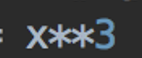 = x**3